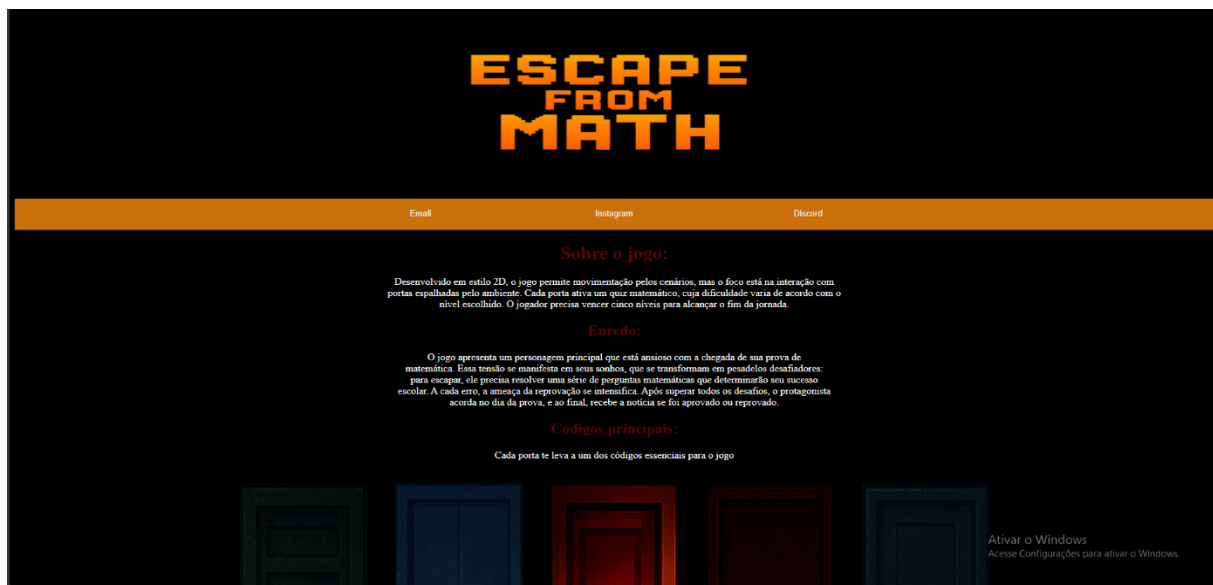 ESCAPE
FROM
MATH
Email Instagram Discord
Sobre o jogo:
Desenvolvido em estilo 2D, o jogo permite movimentação pelos cenários, mas o foco está na interação com
portas espalhadas pelo ambiente. Cada porta ativa um quiz matemático, cuja dificuldade varia de acordo com o
nível escolhido. O jogador precisa vencer cinco níveis para alcançar o fim da jornada.
Enredo:
O jogo apresenta um personagem principal que está ansioso com a chegada de sua prova de
matemática. Essa tensão se manifesta em seus sonhos, que se transformam em pesadelos desafiadores:
para escapar, ele precisa resolver uma série de perguntas matemáticas que determinarão seu sucesso
escolar. A cada erro, a ameaça da reprovação se intensifica. Após superar todos os desafios, o protagonista
acorda no dia da prova, e ao final, recebe a notícia se foi aprovado ou reprovado.
Códigos principais:
Cada porta te leva a um dos códigos essenciais para o jogo
Ativar o Windows
Acesse Configurações para ativar o Windows.